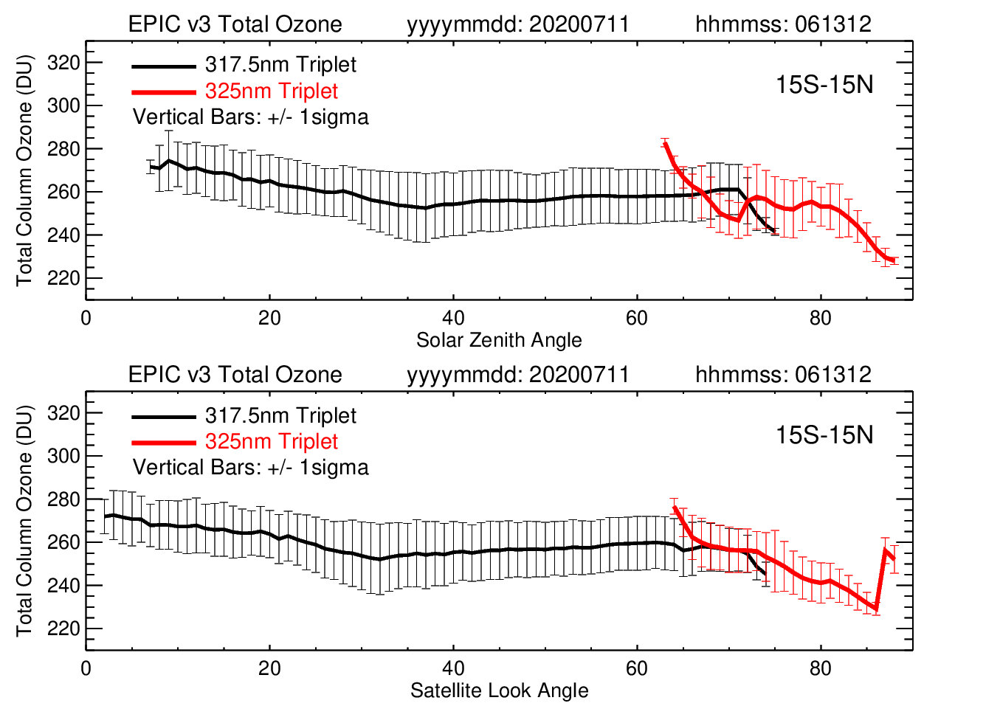 EPIC v3 Total Ozone yyyymmdd: 20200711 hhmmss: 061312
317.5nm Triplet
325nm Triplet
Vertical Bars: +/- 1sigma
15S-15N
Total Column Ozone (DU)
320
300
280
260
240
220
0 20 40 60 80
Solar Zenith Angle
EPIC v3 Total Ozone yyyymmdd: 20200711 hhmmss: 061312
317.5nm Triplet
325nm Triplet
Vertical Bars: +/- 1sigma
15S-15N
Total Column Ozone (DU)
320
300
280
260
240
220
0 20 40 60 80
Satellite Look Angle